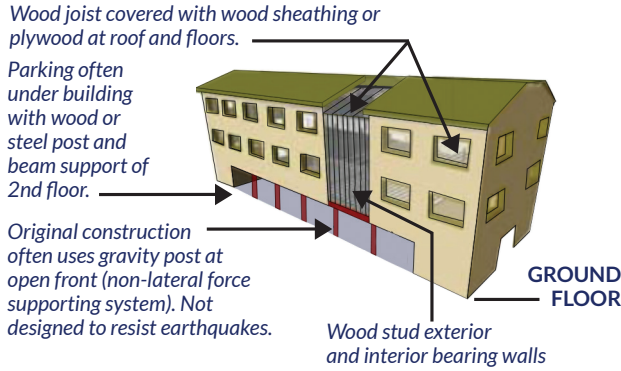 Wood joist covered with wood sheathing or
plywood at roof and floors.
Parking often
under building
with wood or
steel post and
beam support of
2nd floor.
Original construction
often uses gravity post at
open front (non-lateral force
supporting system). Not
designed to resist earthquakes.
GROUND
FLOOR
Wood stud exterior
and interior bearing walls